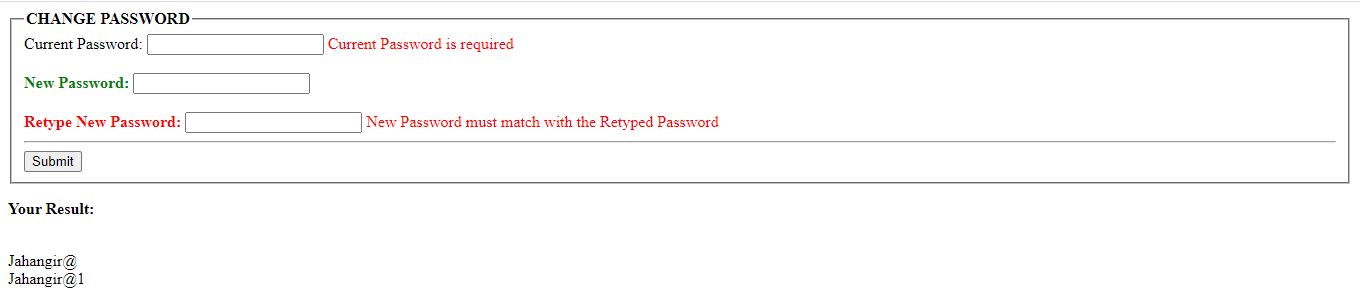 CHANGE PASSWORD
Current Password: Current Password is required
New Password:
Retype New Password: New Password must match with the Retyped Password
Submit
Your Result:
Jahangir@
Jahangir@1